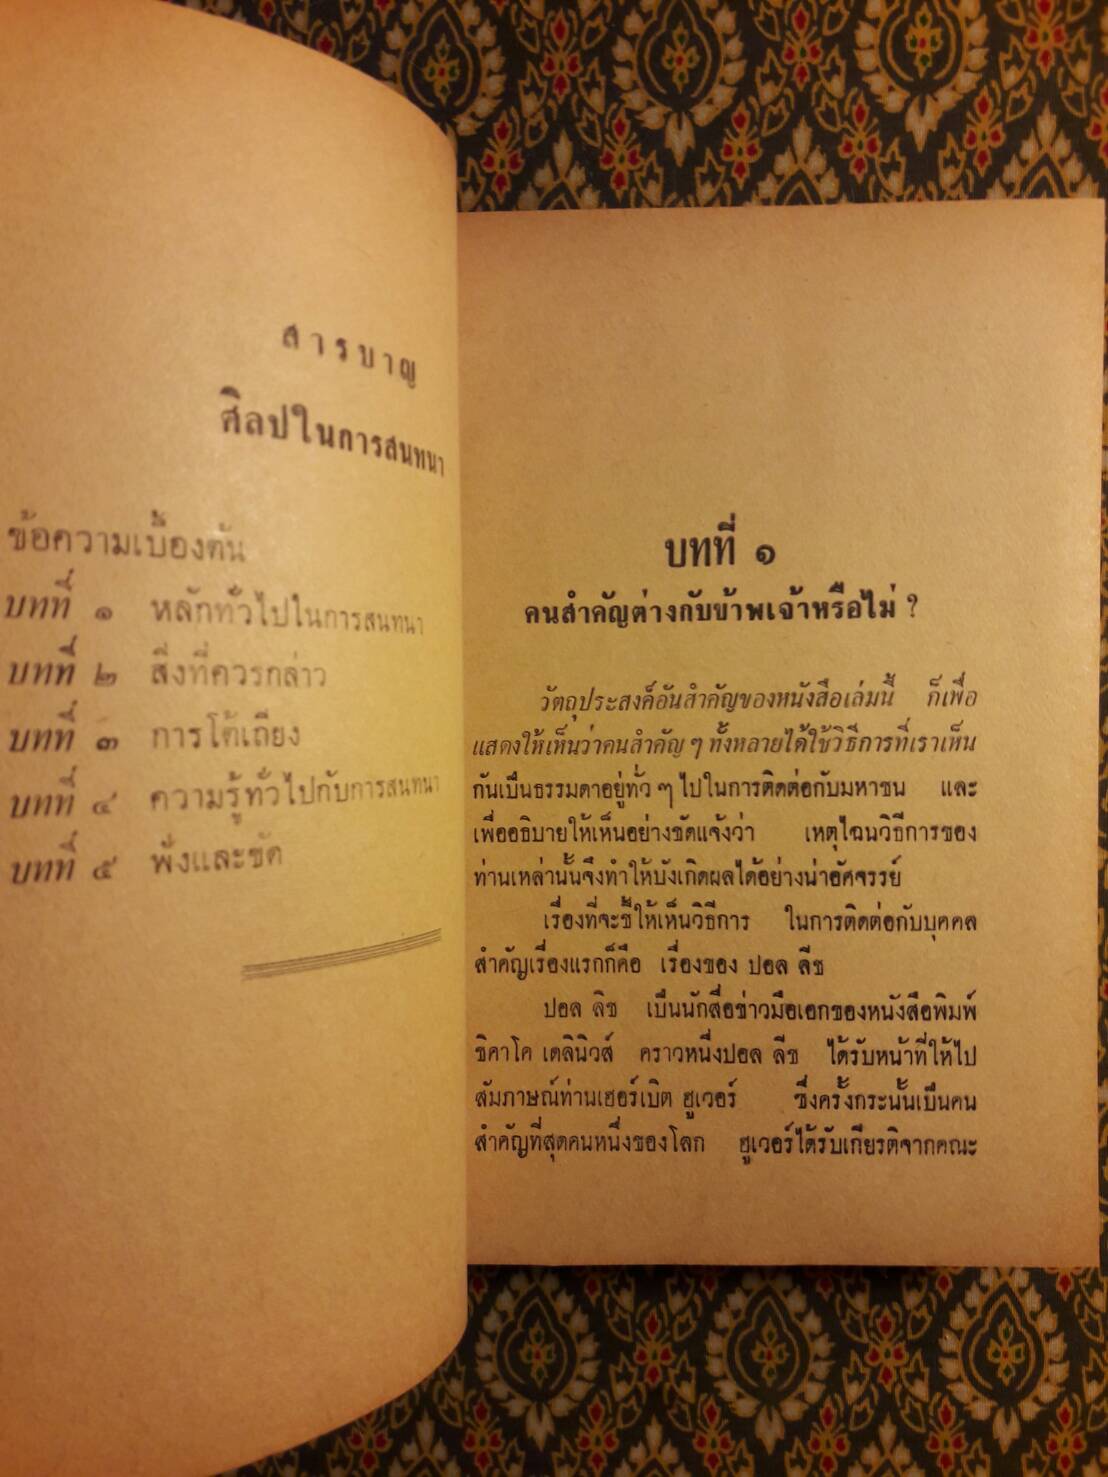 สารบาญ
ศิลปในการสนทนา
ข้อความเบื้องต้น
บทที่ ๑ หลักทั่วไปในการสนทนา
บทที่ ๒ สิ่งที่ควรกล่าว
บทที่ ๓ การโต้เถียง
บทที่ ๔ ความรู้ทั่วไปกับการสนทนา
บทที่ ๕ พังและขัด
บทที่ ๑
คนสำคัญต่างกับข้าพเจ้าหรือไม่ ?
วัตถุประสงค์อันสำคัญของหนังสือเล่มนี้ ก็เพื่อ
แสดงให้เห็นว่าคนสำคัญ ๆ ทั้งหลายได้ใช้วิธีการที่เราเห็น
กันเป็นธรรมดาอยู่ทั่ว ๆ ไปในการติดต่อกับมหาชน และ
เพื่ออธิบายให้เห็นอย่างชัดแจ้งว่า เหตุไฉนวิธีการของ
ท่านเหล่านั้นจึงทำให้บังเกิดผลได้อย่างน่าอัศจรรย์
เรื่องที่จะชี้ให้เห็นวิธีการ ในการติดต่อกับบุคคล
สำคัญเรื่องแรกก็คือ เรื่องของ ปอล ลีช
ปอล ลิช เป็นนักสื่อข่าวมือเอกของหนังสือพิมพ์
ชิคาโค เดลินิวส์ คราวหนึ่งปอล ลีช ได้รับหน้าที่ให้ไป
สัมภาษณ์ท่านเฮอร์เบิต ฮูเวอร์ ซึ่งครั้งกระนั้นเป็นคน
สำคัญที่สุดคนหนึ่งของโลก ฮูเวอร์ได้รับเกียรติจากคณะ